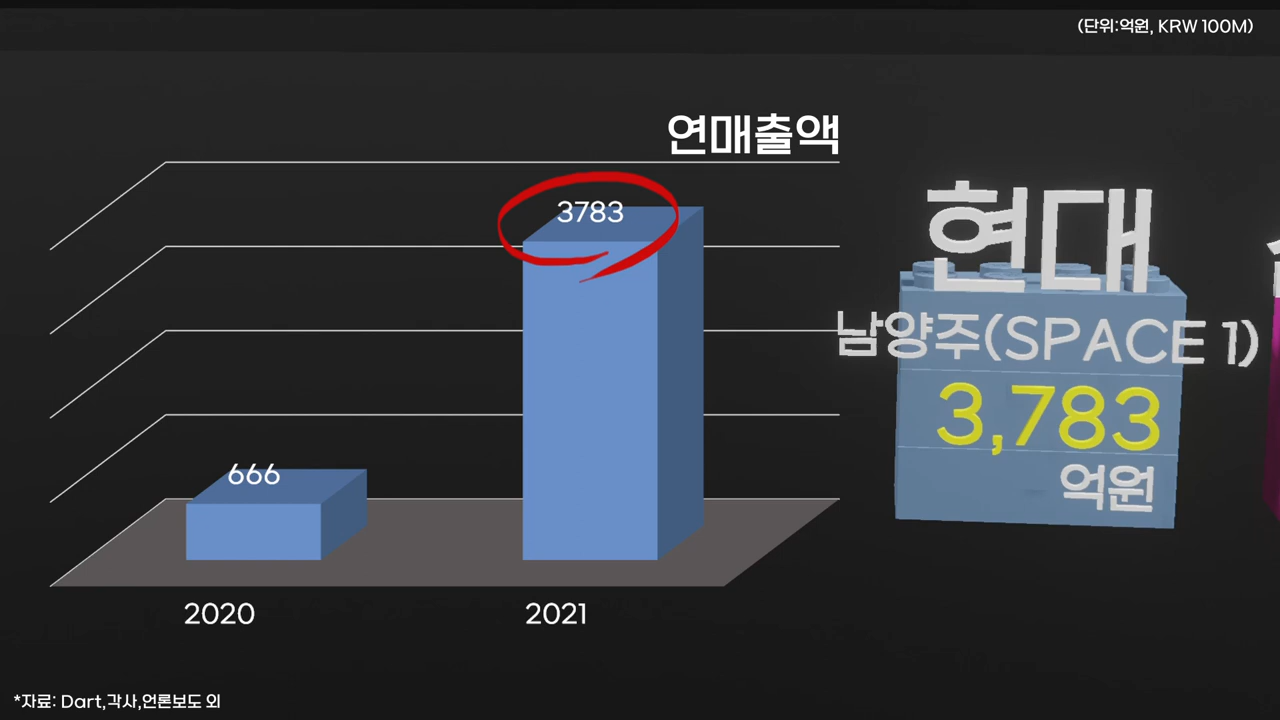 (단위:억원, KRW 100M)
연매출액
3783
666
2020
2021
현대
남양주(SPACE 1)
3,783
억원
*자료: Dart,각사,언론보도 외